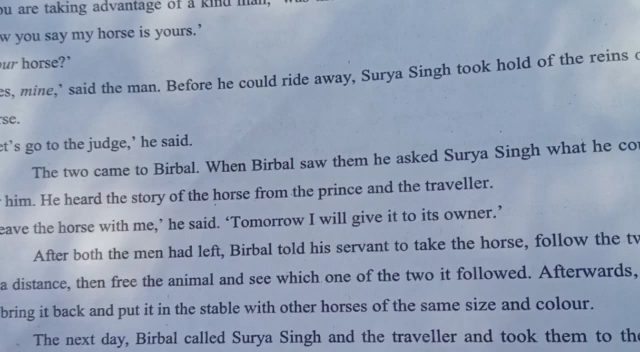 are taking advantage of a kind man,
you say my horse is yours.’
horse?’
mine,’ said the man. Before he could ride away, Surya Singh took hold of the reins
go to the judge,’ he said.
The two came to Birbal. When Birbal saw them he asked Surya Singh what he
him. He heard the story of the horse from the prince and the traveller.
the horse with me,’ he said. ‘Tomorrow I will give it to its owner.’
After both the men had left, Birbal told his servant to take the horse, follow the
a distance, then free the animal and see which one of the two it followed. Afterwards,
bring it back and put it in the stable with other horses of the same size and colour.
The next day, Birbal called Surya Singh and the traveller and took them to